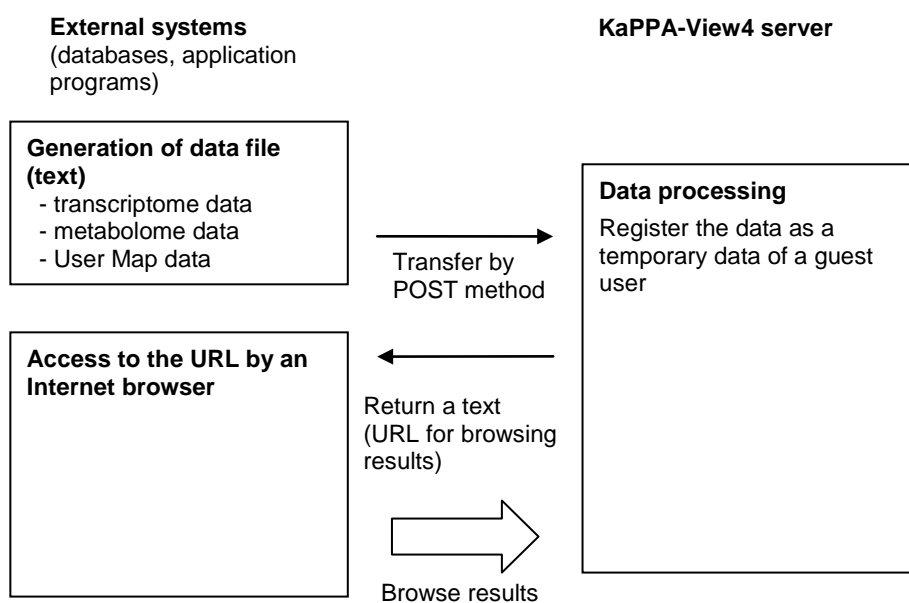 External systems
(databases, application
programs)
KaPPA-View4 server
Generation of data file
(text)
- transcriptome data
- metabolome data
- User Map data
Transfer by
POST method
Data processing
Register the data as a
temporary data of a guest
user
Access to the URL by an
Internet browser
Return a text
(URL for browsing
results)
Browse results